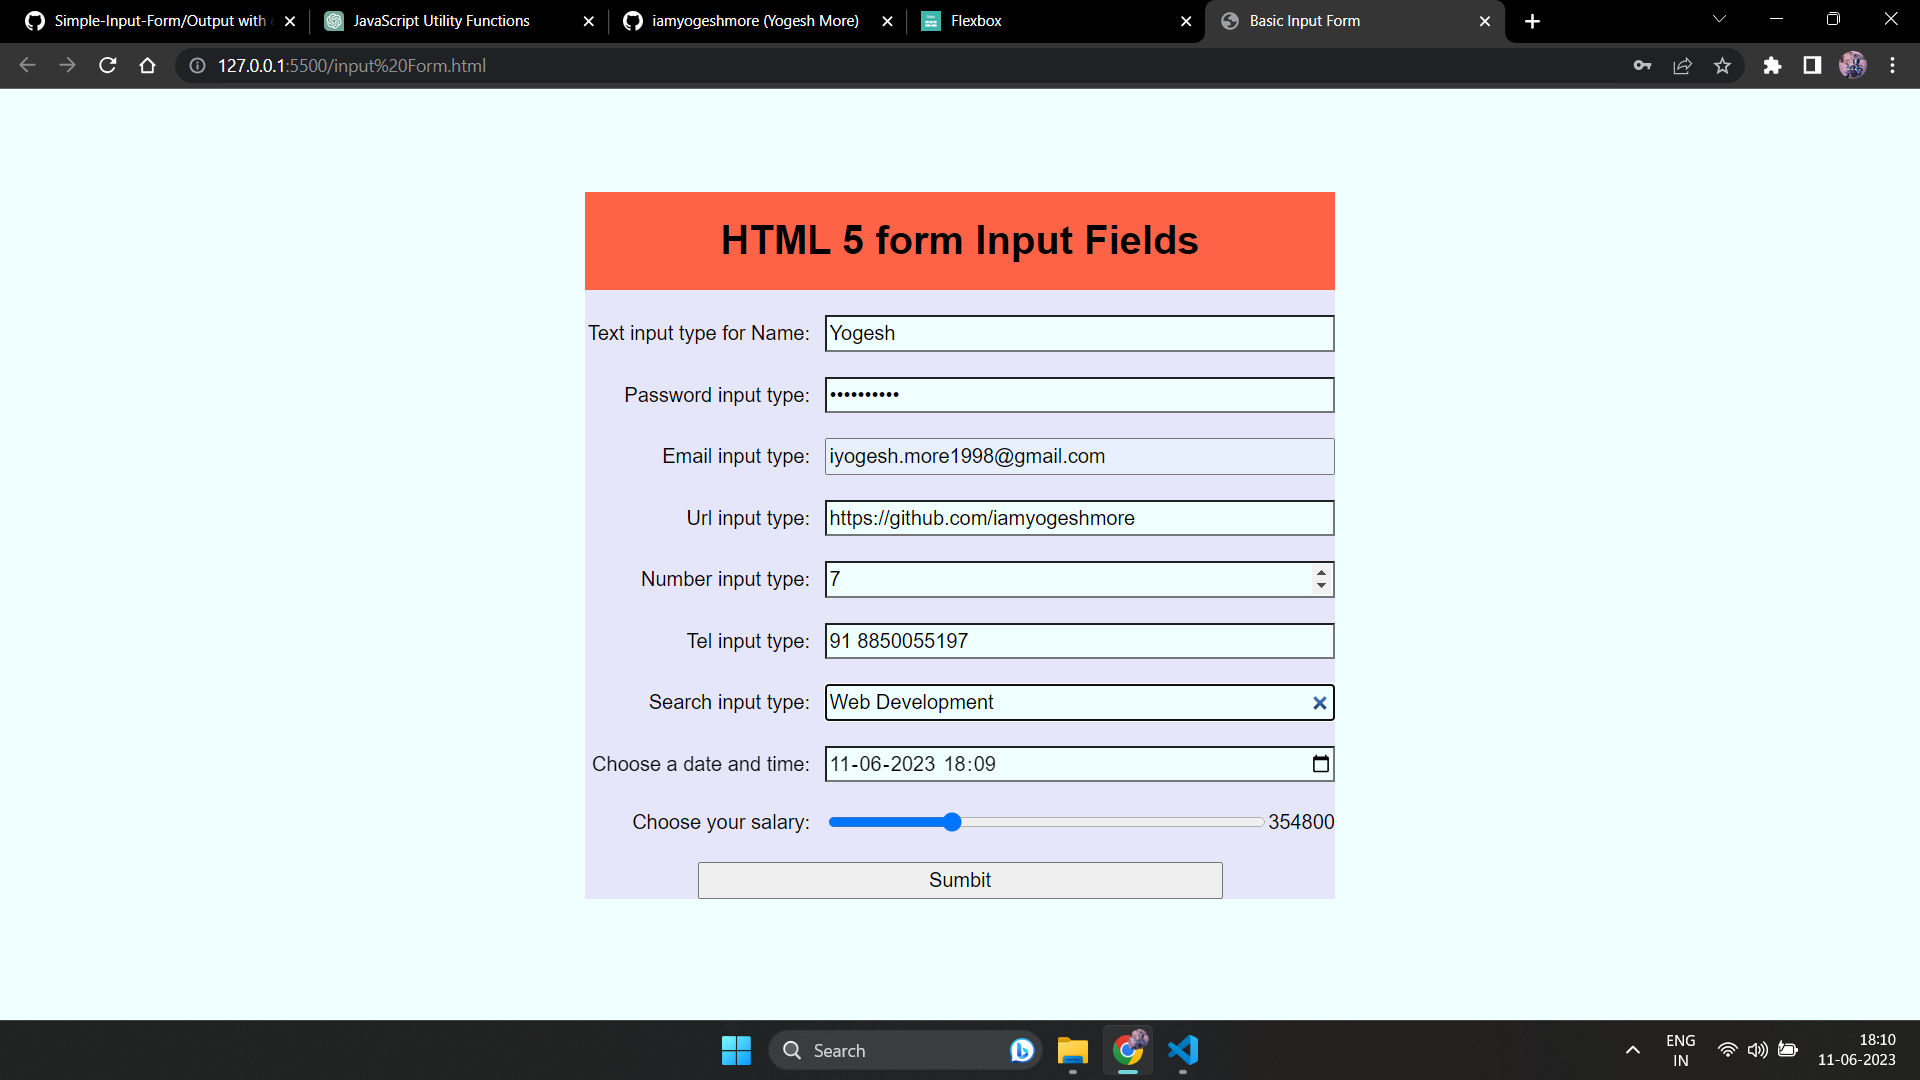 Simple-Input-Form/Output with
JavaScript Utility Functions
iamyogeshmore (Yogesh More)
Flexbox
Basic Input Form
127.0.0.1:5500/input%20Form.html
HTML 5 form Input Fields
Text input type for Name: Yogesh
Password input type: ••••••••••
Email input type: iyogesh.more1998@gmail.com
Url input type: https://github.com/iamyogeshmore
Number input type: 7
Tel input type: 91 8850055197
Search input type: Web Development
Choose a date and time: 11-06-2023 18:09
Choose your salary: 354800
Sumbit
Search
ENG
IN
18:10
11-06-2023